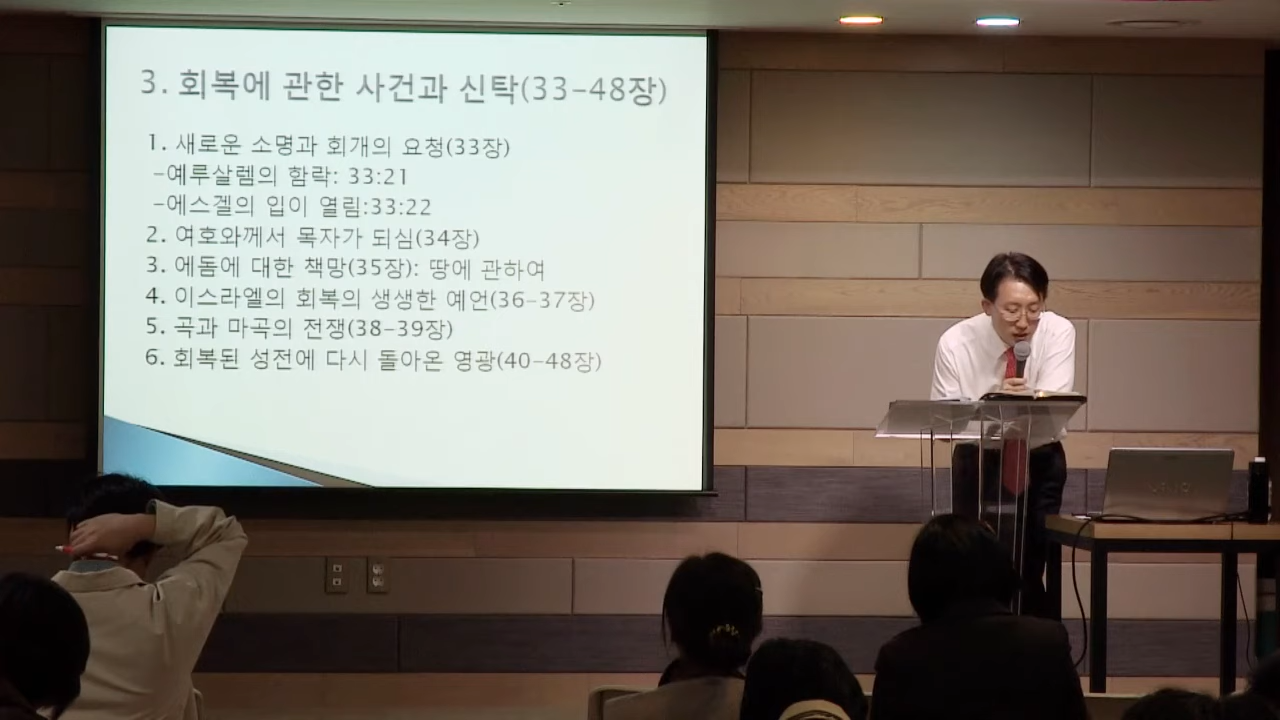 3. 회복에 관한 사건과 신탁(33-48장)
1. 새로운 소명과 회개의 요청(33장)
-예루살렘의 함락: 33:21
-에스겔의 입이 열림:33:22
2. 여호와께서 목자가 되심(34장)
3. 에돔에 대한 책망(35장): 땅에 관하여
4. 이스라엘의 회복의 생생한 예언(36-37장)
5. 곡과 마곡의 전쟁(38-39장)
6. 회복된 성전에 다시 돌아온 영광(40-48장)
VAIO